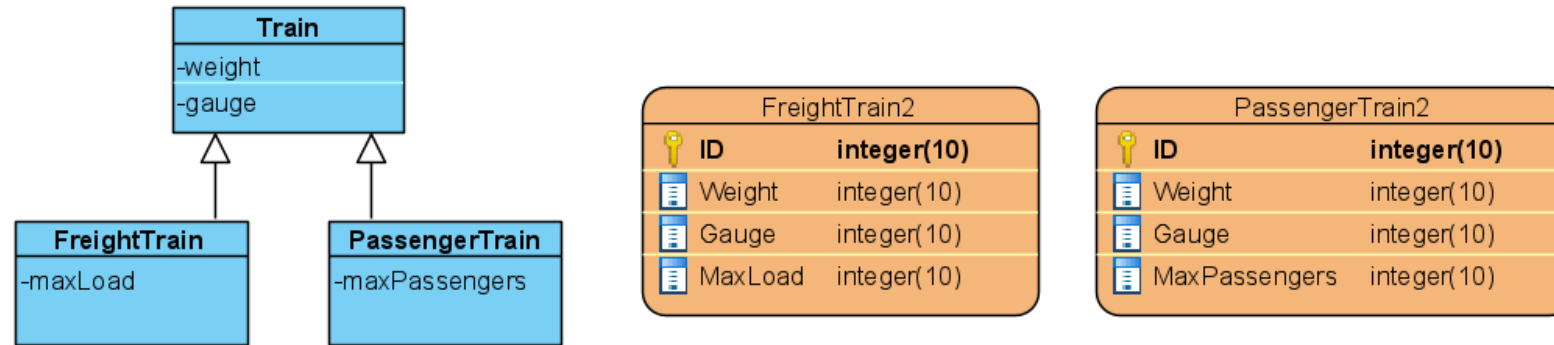 Train
-weight
-gauge
FreightTrain
-maxLoad
PassengerTrain
-maxPassengers
FreightTrain2
ID integer(10)
Weight integer(10)
Gauge integer(10)
MaxLoad integer(10)
PassengerTrain2
ID integer(10)
Weight integer(10)
Gauge integer(10)
MaxPassengers integer(10)